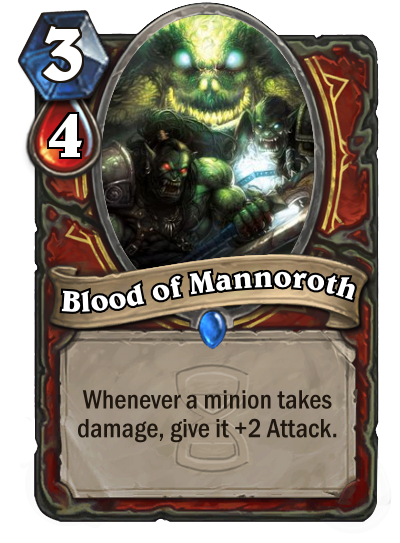 3
4
Blood of Mannoroth
Whenever a minion takes
damage, give it +2 Attack.